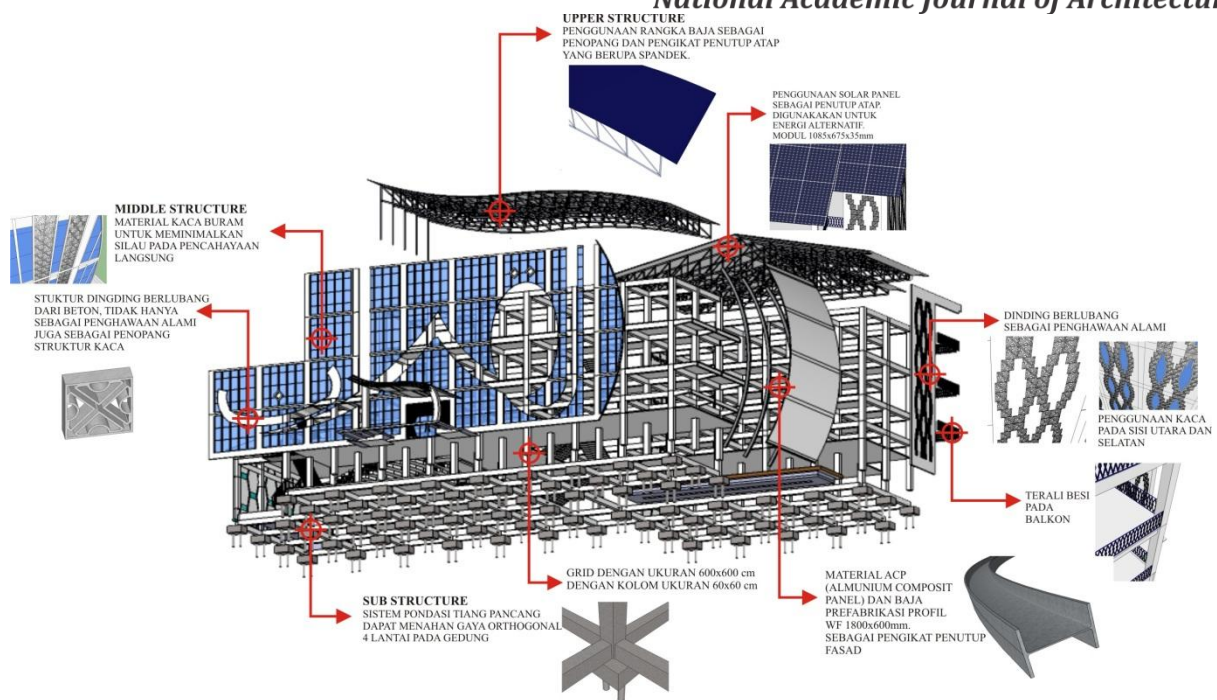 National Academic Journal of Architectur
UPPER STRUCTURE
PENGGUNAAN RANGKA BAJA SEBAGAI
PENOPANG DAN PENGIKAT PENUTUP ATAP
YANG BERUPA SPANDEK.
PENGGUNAAN SOLAR PANEL
SEBAGAI PENUTUP ATAP.
DIGUNAKAKAN UNTUK
ENERGI ALTERNATIF.
MODUL 1085x675x35mm
MIDDLE STRUCTURE
MATERIAL KACA BURAM
UNTUK MEMINIMALKAN
SILAU PADA PENCAHAYAAN
LANGSUNG
STUKTUR DINGDING BERLUBANG
DARI BETON, TIDAK HANYA
SEBAGAI PENGHAWAAN ALAMI
JUGA SEBAGAI PENOPANG
STRUKTUR KACA
DINDING BERLUBANG
SEBAGAI PENGHAWAAN ALAMI
PENGGUNAAN KACA
PADA SISI UTARA DAN
SELATAN
TERALI BESI
PADA
BALKON
GRID DENGAN UKURAN 600x600 cm
DENGAN KOLOM UKURAN 60x60 cm
SUB STRUCTURE
SISTEM PONDASI TIANG PANCANG
DAPAT MENAHAN GAYA ORTHOGONAL
4 LANTAI PADA GEDUNG
MATERIAL ACP
(ALMUNIUM COMPOSIT
PANEL) DAN BAJA
PREFABRIKASI PROFIL
WF 1800x600mm.
SEBAGAI PENGIKAT PENUTUP
FASAD